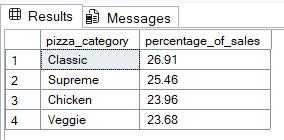 Results Messages
pizza_category percentage_of_sales
1 Classic 26.91
2 Supreme 25.46
3 Chicken 23.96
4 Veggie 23.68